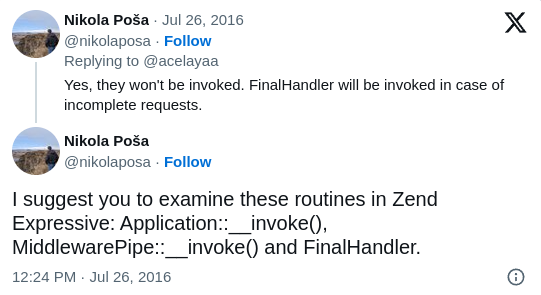 Nikola Poša · Jul 26, 2016
@nikolaposa · Follow
Replying to @acelayaa
Yes, they won't be invoked. FinalHandler will be invoked in case of
incomplete requests.
Nikola Poša
@nikolaposa · Follow
I suggest you to examine these routines in Zend
Expressive: Application::__invoke(),
MiddlewarePipe::__invoke() and FinalHandler.
12:24 PM · Jul 26, 2016